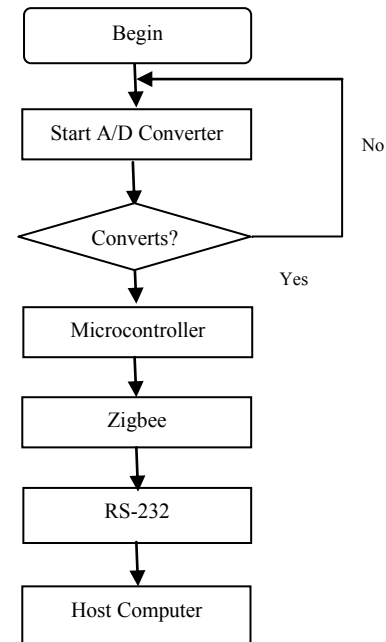 Begin
Start A/D Converter
No
Converts?
Yes
Microcontroller
Zigbee
RS-232
Host Computer